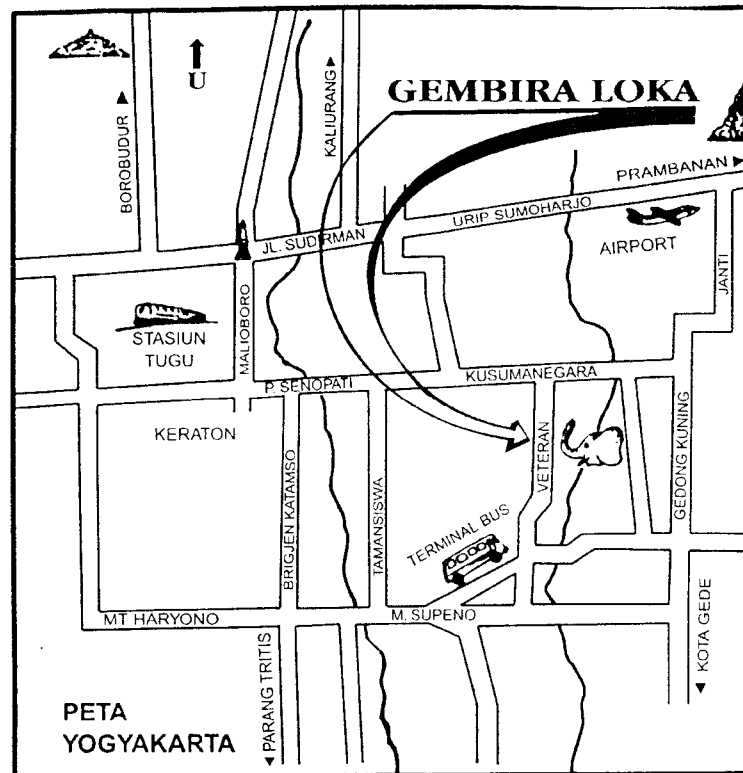 U
BOROBUDUR
KALIURANG
GEMBIRA LOKA
PRAMBANAN
URIP SUMOHARJO
JL. SUDIRMAN
AIRPORT
JANTI
STASIUN
TUGU
MALIOBORO
P. SENOPATI
KUSUMANEGARA
KERATON
VETERAN
GEDONG KUNING
BRIGJEN KATAMSO
TAMANSISWA
TERMINAL BUS
MT HARYONO
M. SUPENO
KOTA GEDE
PARANG TRITIS
PETA
YOGYAKARTA